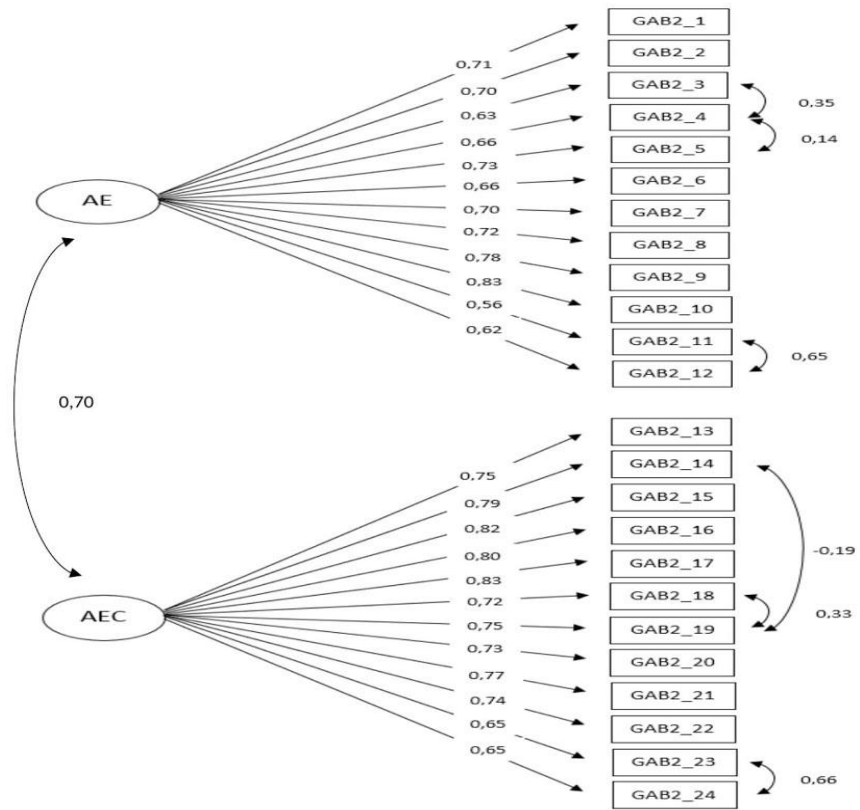 GAB2_1
GAB2_2
0,71
GAB2_3
0,70
0,35
0,63
GAB2_4
0,66
GAB2_5
0,14
0,73
GAB2_6
0,66
AE
0,70
GAB2_7
0,72
GAB2_8
0,78
GAB2_9
0,83
GAB2_10
0,56
0,62
GAB2_11
0,65
GAB2_12
0,70
GAB2_13
GAB2_14
0,75
GAB2_15
0,79
0,82
GAB2_16
0,80
-0,19
GAB2_17
0,83
GAB2_18
0,72
0,33
AEC
GAB2_19
0,75
0,73
GAB2_20
0,77
GAB2_21
0,74
GAB2_22
0,65
0,65
GAB2_23
0,66
GAB2_24